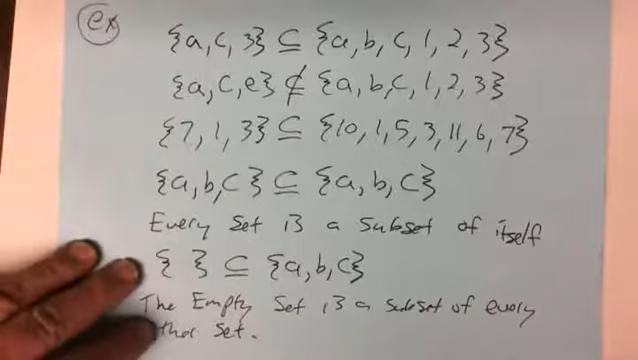 ex
{a, c, 3} ⊆ {a, b, c, 1, 2, 3}
{a, c, e} ⊈ {a, b, c, 1, 2, 3}
{7, 1, 3} ⊆ {10, 1, 5, 3, 11, 6, 7}
{a, b, c} ⊆ {a, b, c}
Every Set is a subset of itself
{ } ⊆ {a, b, c}
The Empty Set is a subset of every
other set.